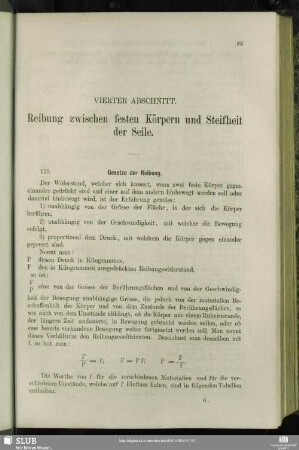 83
VIERTER ABSCHNITT.
Reibung zwischen festen Körpern und Steifheit
der Seile.
115. Gesetze der Reibung.
Der Widerstand, welcher sich äussert, wenn zwei feste Körper gegen
einander gedrückt sind und einer auf dem andern hinbewegt werden soll oder
dauernd hinbewegt wird, ist der Erfahrung gemäss:
1) unabhängig von der Grösse der Fläche, in der sich die Körper
berühren,
2) unabhängig von der Geschwindigkeit, mit welcher die Bewegung
erfolgt,
3) proportional dem Druck, mit welchem die Körper gegen einander
gepresst sind.
Nennt man:
P diesen Druck in Kilogrammen,
F den in Kilogrammen ausgedrückten Reibungswiderstand,
so ist:
F
P eine von der Grösse der Berührungsflächen und von der Geschwindig-
keit der Bewegung unabhängige Grösse, die jedoch von der materiellen Be-
schaffenheit der Körper und von dem Zustande der Berührungsflächen, so
wie auch von dem Umstande abhängt, ob die Körper aus einem Ruhezustande,
der längere Zeit andauerte, in Bewegung gebracht werden sollen, oder ob
eine bereits vorhandene Bewegung weiter fortgesetzt werden soll. Man nennt
dieses Verhältniss den Reibungscoeffizienten. Bezeichnet man denselben mit
f, so hat man:
F/P = f; F = P f; P = F/f.
Die Werthe von f für die verschiedenen Materialien und für die ver-
schiedenen Umstände, welche auf f Einfluss haben, sind in folgenden Tabellen
enthalten.
6.
SLUB
Wir führen Wissen.